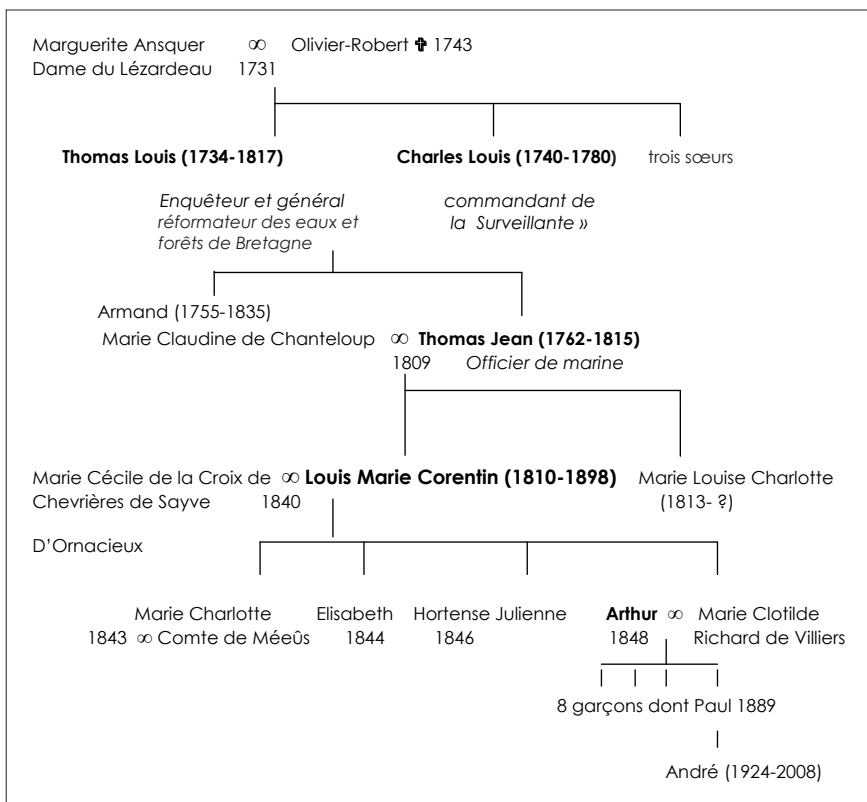 Marguerite Ansquer ∞ Olivier-Robert ✟ 1743
Dame du Lézardeau 1731
Thomas Louis (1734-1817) Charles Louis (1740-1780) trois sœurs
Enquêteur et général commandant de
réformateur des eaux et la Surveillante »
forêts de Bretagne
Armand (1755-1835)
Marie Claudine de Chanteloup ∞ Thomas Jean (1762-1815)
1809 Officier de marine
Marie Cécile de la Croix de ∞ Louis Marie Corentin (1810-1898) Marie Louise Charlotte
Chevrières de Sayve 1840 (1813- ?)
D'Ornacieux
Marie Charlotte Elisabeth Hortense Julienne Arthur ∞ Marie Clotilde
1843 ∞ Comte de Méeûs 1844 1846 1848 Richard de Villiers
8 garçons dont Paul 1889
André (1924-2008)